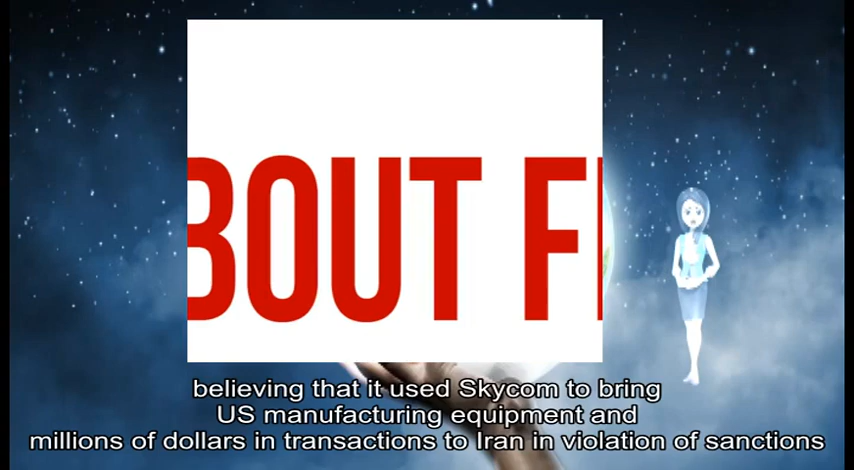 BOUT F
believing that it used Skycom to bring
US manufacturing equipment and
millions of dollars in transactions to Iran in violation of sanctions